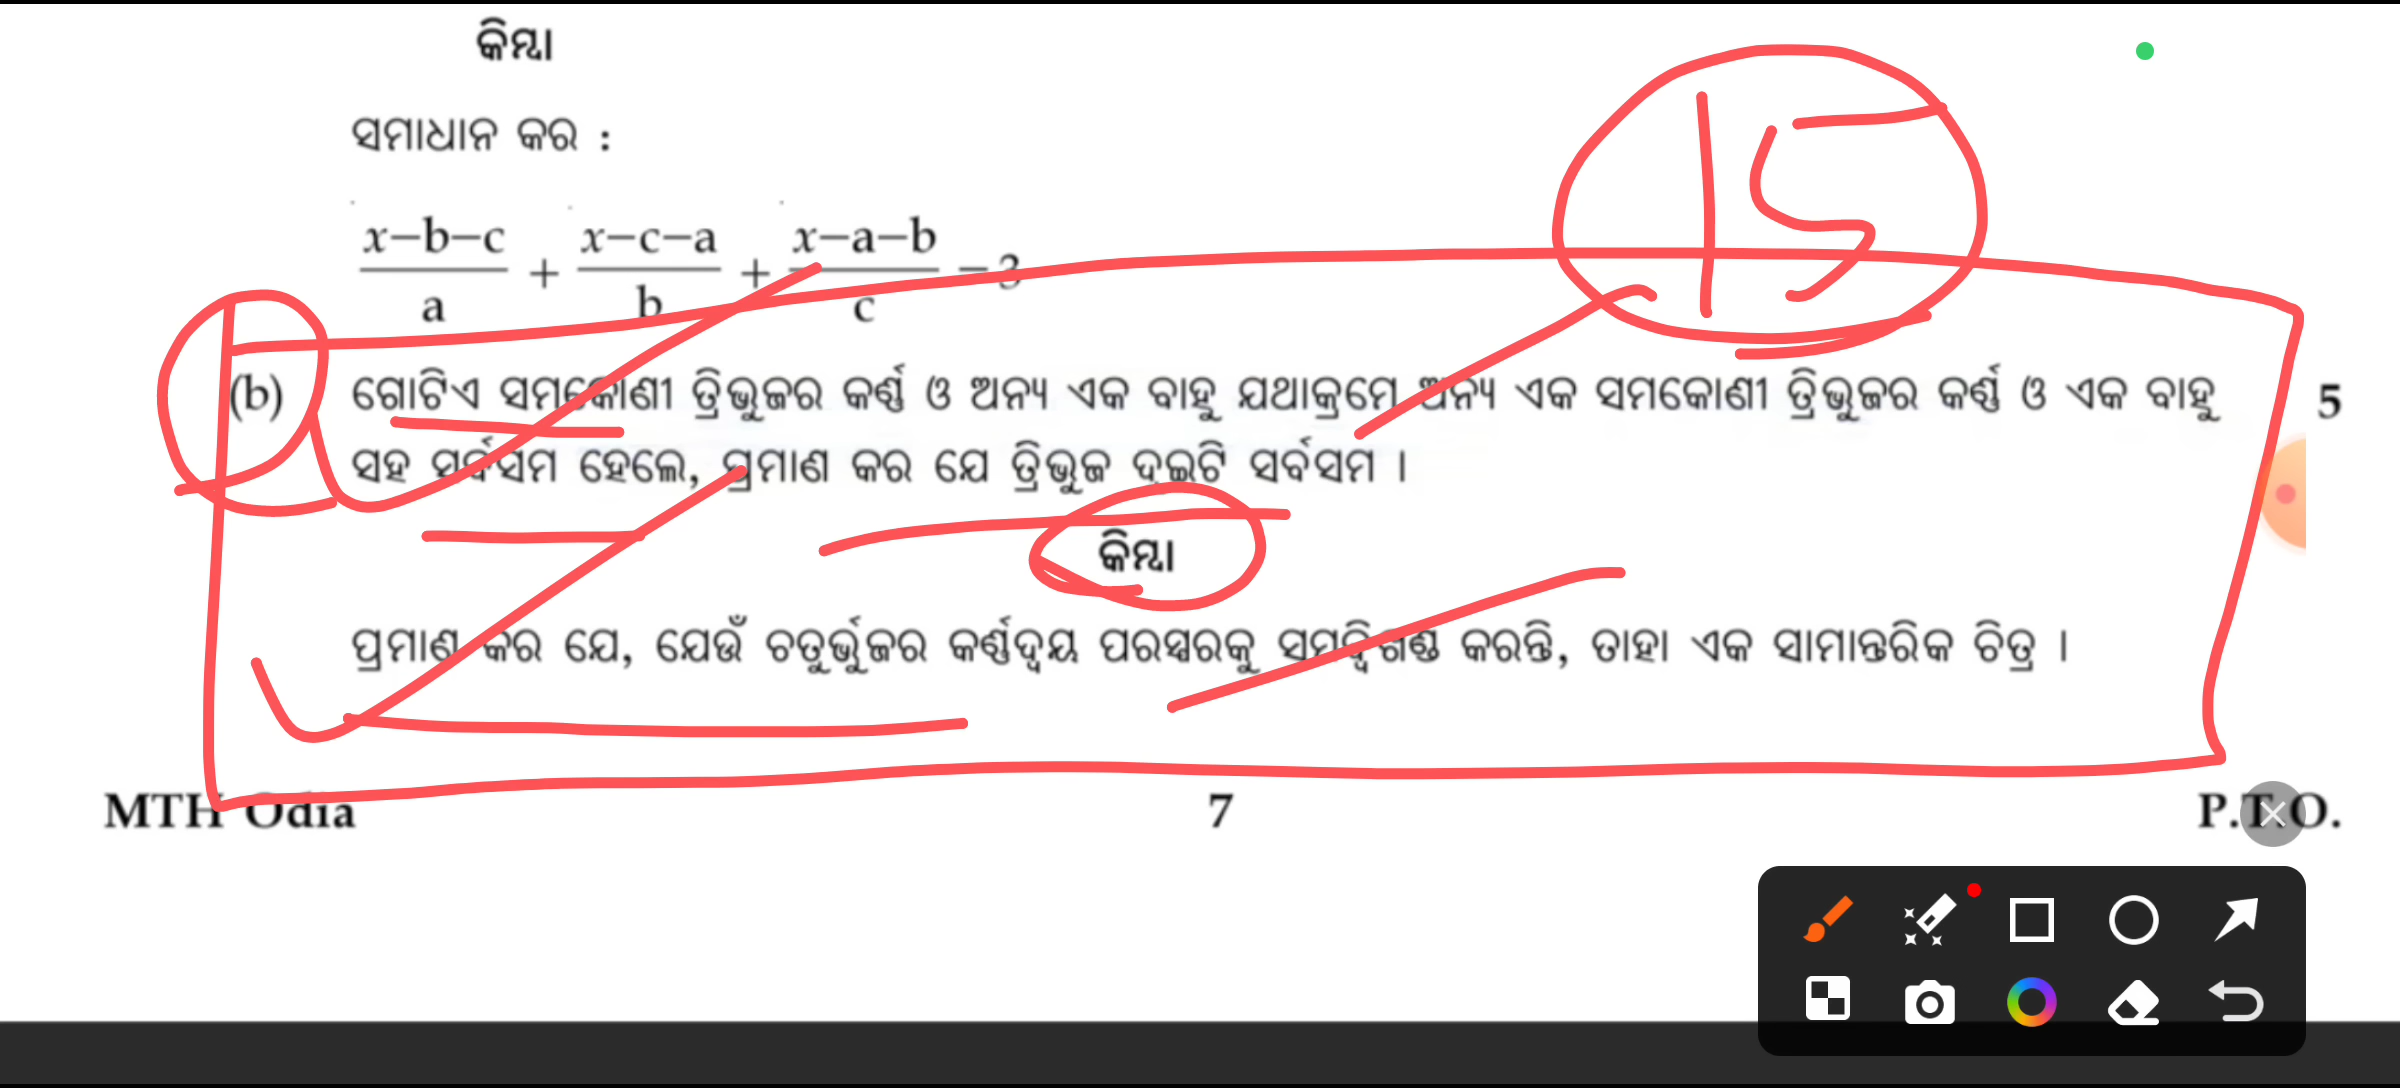 କିମ୍ବା
ସମାଧାନ କର :
x−b−c/a + x−c−a/b + x−a−b/c = 3
15
(b) ଗୋଟିଏ ସମକୋଣୀ ତ୍ରିଭୁଜର କର୍ଣ୍ଣ ଓ ଅନ୍ୟ ଏକ ବାହୁ ଯଥାକ୍ରମେ ଅନ୍ୟ ଏକ ସମକୋଣୀ ତ୍ରିଭୁଜର କର୍ଣ୍ଣ ଓ ଏକ ବାହୁ 5
ସହ ସର୍ବସମ ହେଲେ, ପ୍ରମାଣ କର ଯେ ତ୍ରିଭୁଜ ଦୁଇଟି ସର୍ବସମ ।
କିମ୍ବା
ପ୍ରମାଣ କର ଯେ, ଯେଉଁ ଚତୁର୍ଭୁଜର କର୍ଣ୍ଣଦ୍ୱୟ ପରସ୍ପରକୁ ସମଦ୍ୱିଖଣ୍ଡ କରନ୍ତି, ତାହା ଏକ ସାମାନ୍ତରିକ ଚିତ୍ର ।
MTH Odia 7 P.T.O.